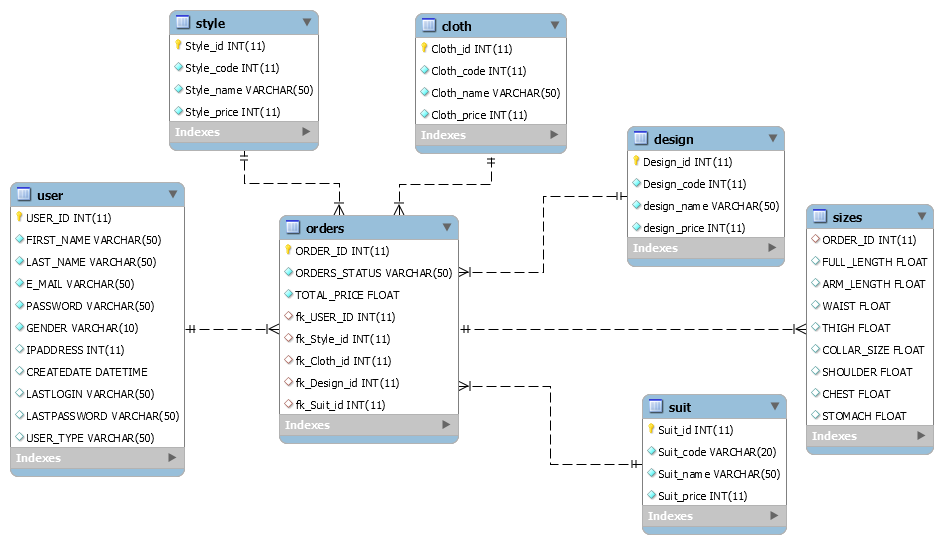 style
Style_id INT(11)
Style_code INT(11)
Style_name VARCHAR(50)
Style_price INT(11)
Indexes
cloth
Cloth_id INT(11)
Cloth_code INT(11)
Cloth_name VARCHAR(50)
Cloth_price INT(11)
Indexes
design
Design_id INT(11)
Design_code INT(11)
design_name VARCHAR(50)
design_price INT(11)
Indexes
user
USER_ID INT(11)
FIRST_NAME VARCHAR(50)
LAST_NAME VARCHAR(50)
E_MAIL VARCHAR(50)
PASSWORD VARCHAR(50)
GENDER VARCHAR(10)
IPADDRESS INT(11)
CREATEDATE DATETIME
LASTLOGIN VARCHAR(50)
LASTPASSWORD VARCHAR(50)
USER_TYPE VARCHAR(50)
Indexes
orders
ORDER_ID INT(11)
ORDERS_STATUS VARCHAR(50)
TOTAL_PRICE FLOAT
fk_USER_ID INT(11)
fk_Style_id INT(11)
fk_Cloth_id INT(11)
fk_Design_id INT(11)
fk_Suit_id INT(11)
Indexes
sizes
ORDER_ID INT(11)
FULL_LENGTH FLOAT
ARM_LENGTH FLOAT
WAIST FLOAT
THIGH FLOAT
COLLAR_SIZE FLOAT
SHOULDER FLOAT
CHEST FLOAT
STOMACH FLOAT
Indexes
suit
Suit_id INT(11)
Suit_code VARCHAR(20)
Suit_name VARCHAR(50)
Suit_price INT(11)
Indexes